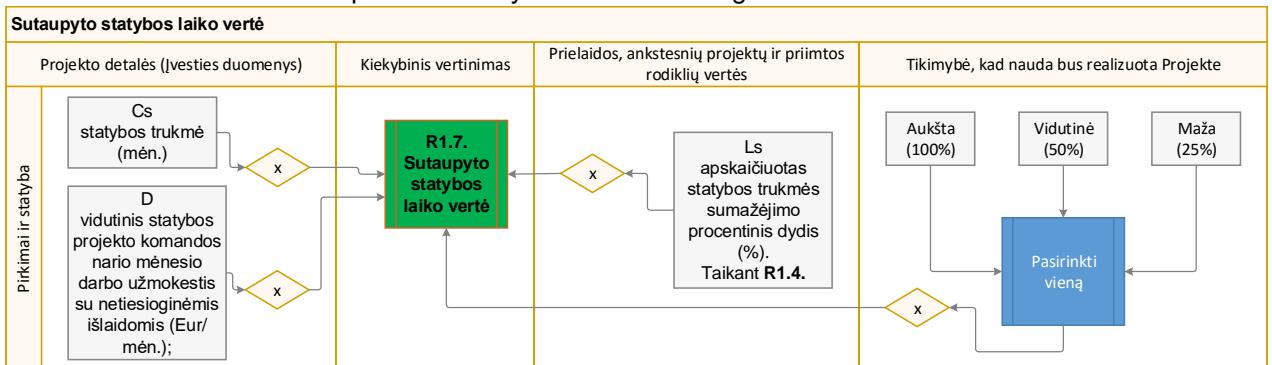 Sutaupyto statybos laiko vertė
Projekto detalės (Įvesties duomenys)
Kiekybinis vertinimas
Prielaidos, ankstesnių projektų ir priimtos
rodiklių vertės
Tikimybė, kad nauda bus realizuota Projekte
Pirkimai ir statyba
Cs
statybos trukmė
(mėn.)
x
D
vidutinis statybos
projekto komandos
nario mėnesio
darbo užmokestis
su netiesioginėmis
išlaidomis (Eur/
mėn.);
x
R1.7.
Sutaupyto
statybos
laiko vertė
x
Ls
apskaičiuotas
statybos trukmės
sumažėjimo
procentinis dydis
(%).
Taikant R1.4.
Aukšta
(100%)
Vidutinė
(50%)
Maža
(25%)
Pasirinkti
vieną
x